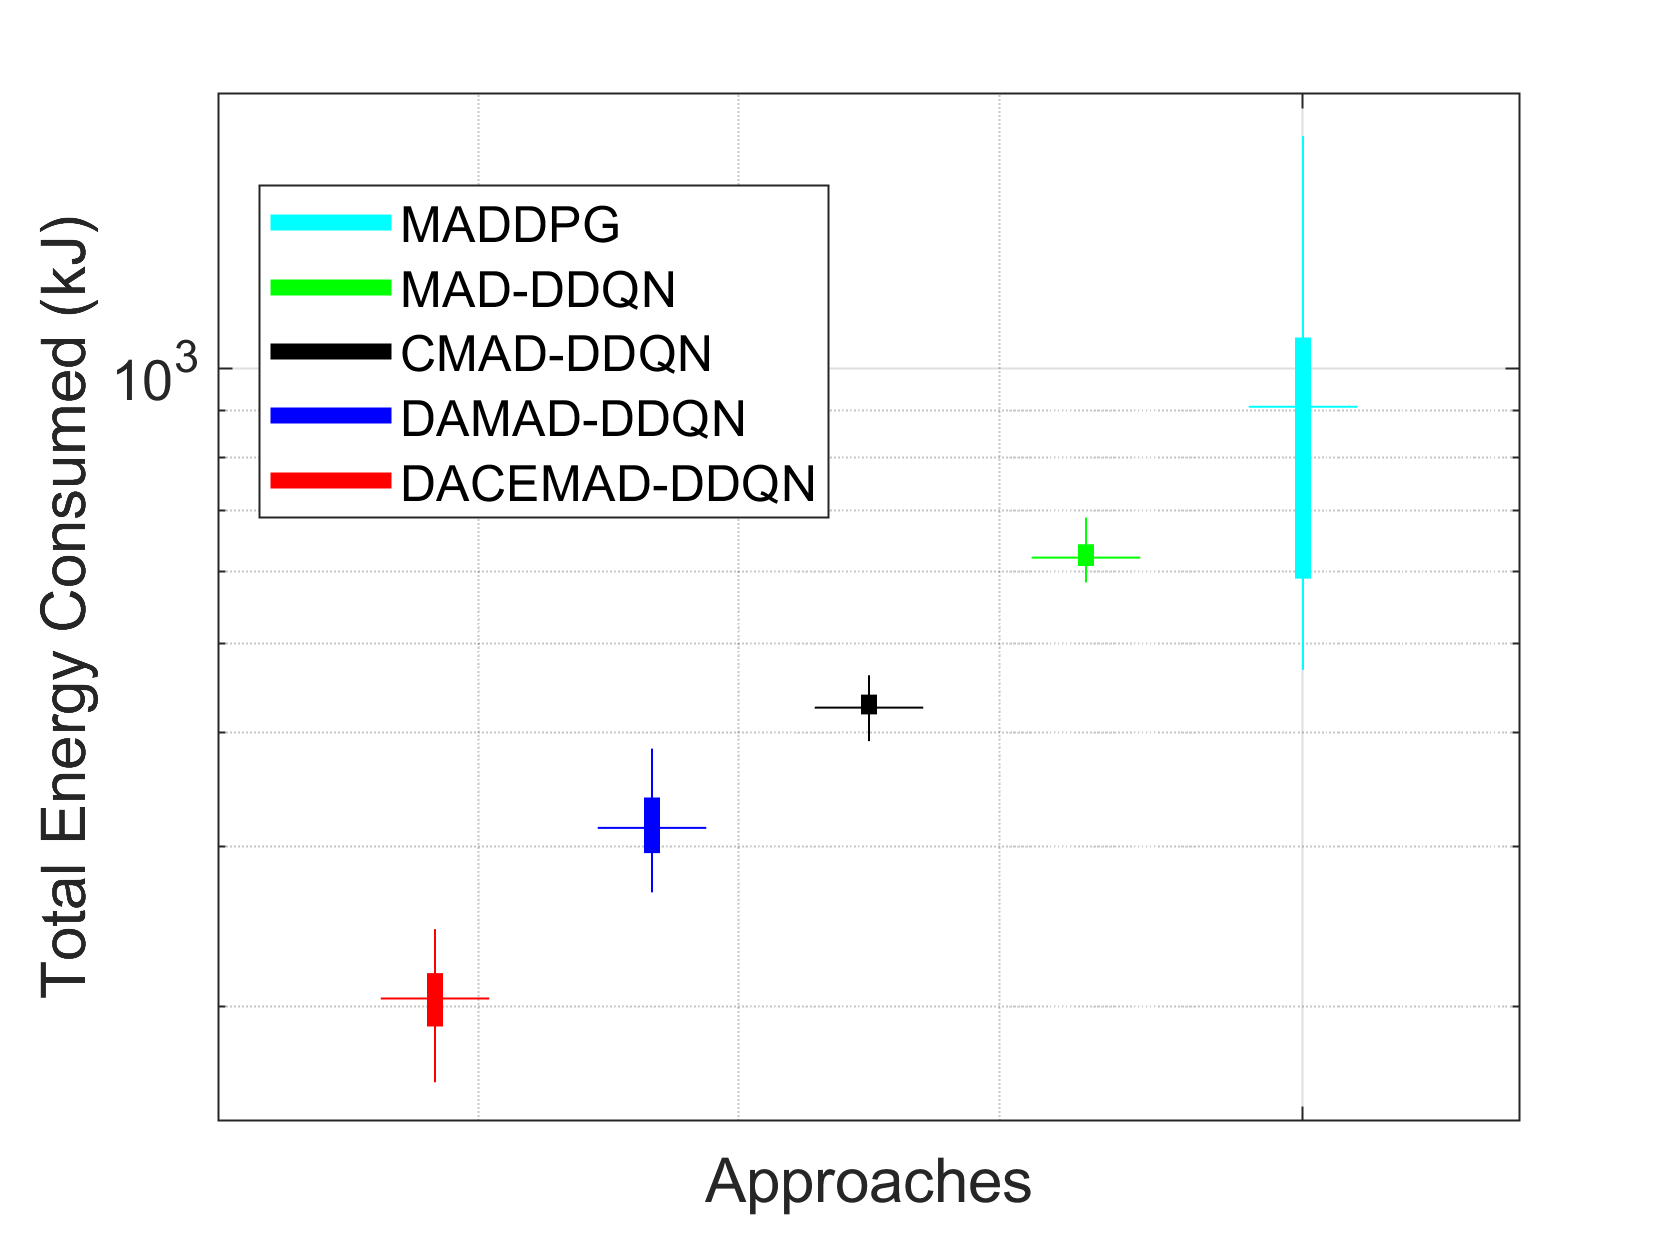 Total Energy Consumed (kJ)
10³
MADDPG
MAD-DDQN
CMAD-DDQN
DAMAD-DDQN
DACEMAD-DDQN
Approaches